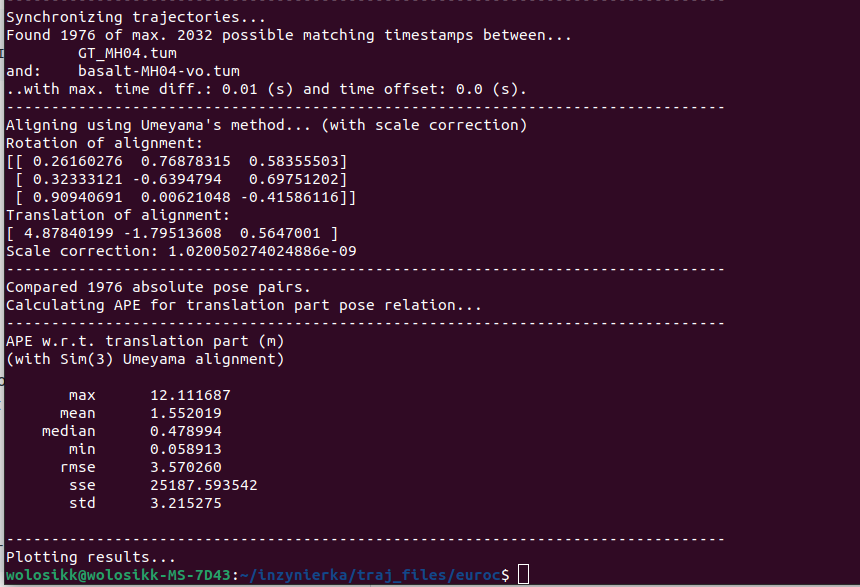 --------------------------------------------------------------------------------
Synchronizing trajectories...
Found 1976 of max. 2032 possible matching timestamps between...
GT_MH04.tum
and: basalt-MH04-vo.tum
..with max. time diff.: 0.01 (s) and time offset: 0.0 (s).
--------------------------------------------------------------------------------
Aligning using Umeyama's method... (with scale correction)
Rotation of alignment:
[[ 0.26160276 0.76878315 0.58355503]
[ 0.32333121 -0.6394794 0.69751202]
[ 0.90940691 0.00621048 -0.41586116]]
Translation of alignment:
[ 4.87840199 -1.79513608 0.5647001 ]
Scale correction: 1.020050274024886e-09
--------------------------------------------------------------------------------
Compared 1976 absolute pose pairs.
Calculating APE for translation part pose relation...
--------------------------------------------------------------------------------
APE w.r.t. translation part (m)
(with Sim(3) Umeyama alignment)
max 12.111687
mean 1.552019
median 0.478994
min 0.058913
rmse 3.570260
sse 25187.593542
std 3.215275
--------------------------------------------------------------------------------
Plotting results...
wolosikk@wolosikk-MS-7D43:~/inzynierka/traj_files/euroc$